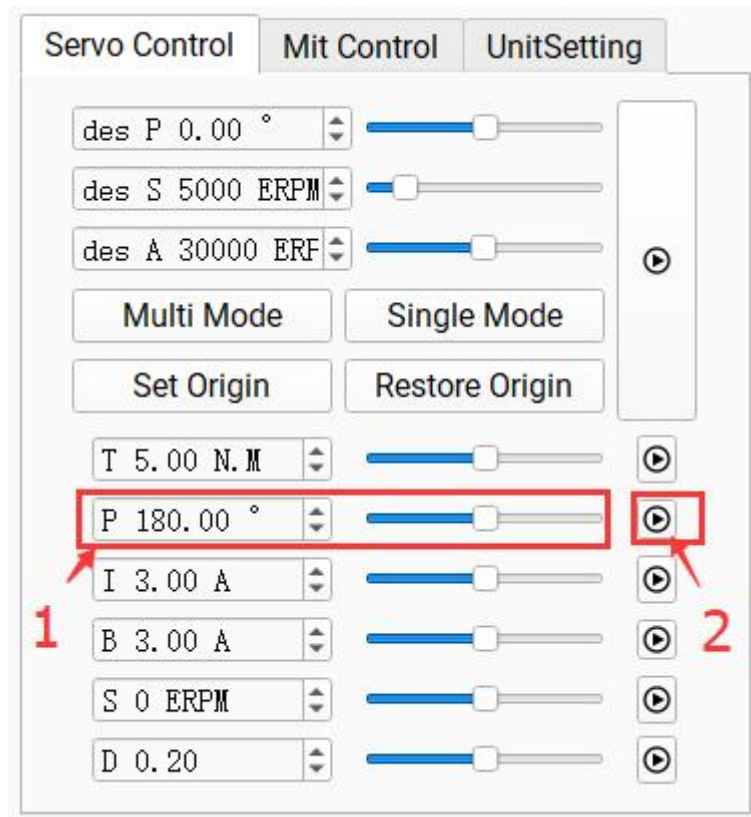 Servo Control Mit Control UnitSetting
des P 0.00 °
des S 5000 ERPM
des A 30000 ERF
Multi Mode Single Mode
Set Origin Restore Origin
T 5.00 N.M
P 180.00 °
I 3.00 A
1 2
B 3.00 A
S 0 ERPM
D 0.20